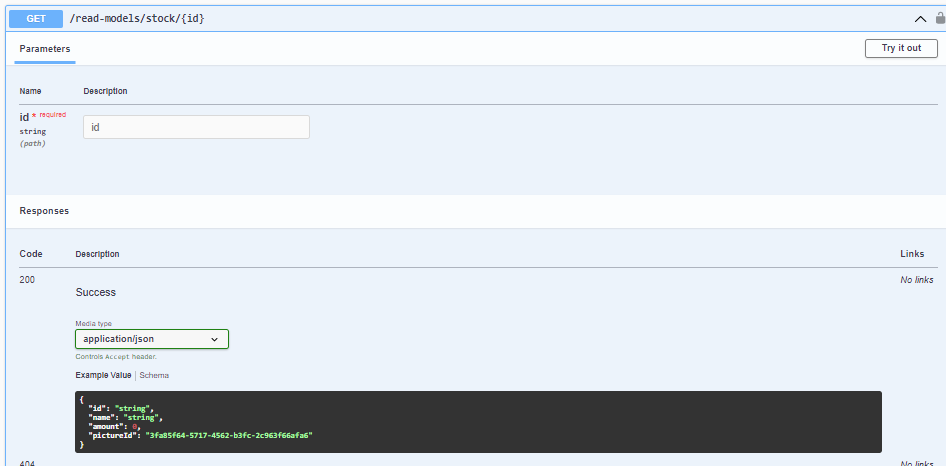 GET /read-models/stock/{id}
Parameters
Try it out
Name Description
id * required
string
(path)
id
Responses
Code Description Links
200 No links
Success
Media type
application/json
Controls Accept header.
Example Value | Schema
{
"id": "string",
"name": "string",
"amount": 0,
"pictureId": "3fa85f64-5717-4562-b3fc-2c963f66afa6"
}
404 No links